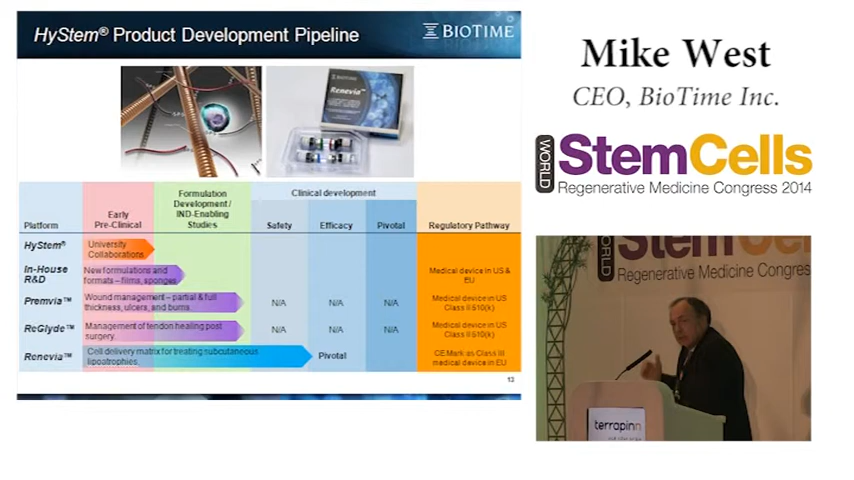 HyStem® Product Development Pipeline
BIOTIME
BIOTIME
Renevia™
Platform
Early
Pre-Clinical
Formulation
Development /
IND-Enabling
Studies
Clinical development
Safety
Efficacy
Pivotal
Regulatory Pathway
HyStem®
University
Collaborations
In-House
R&D
New formulations and
formats – films, sponges
Medical device in US &
EU
Premvia™
Wound management – partial & full
thickness, ulcers, and burns.
N/A
N/A
N/A
Medical device in US
Class II 510(k)
ReGlyde™
Management of tendon healing post
surgery.
N/A
N/A
N/A
Medical device in US
Class II 510(k)
Renevia™
Cell delivery matrix for treating subcutaneous
lipoatrophies.
Pivotal
CE Mark as Class III
medical device in EU
13
Mike West
CEO, BioTime Inc.
WORLD
StemCells
Regenerative Medicine Congress 2014
WORLD
StemCe
Regenerative Medicine Congres
terrapinn